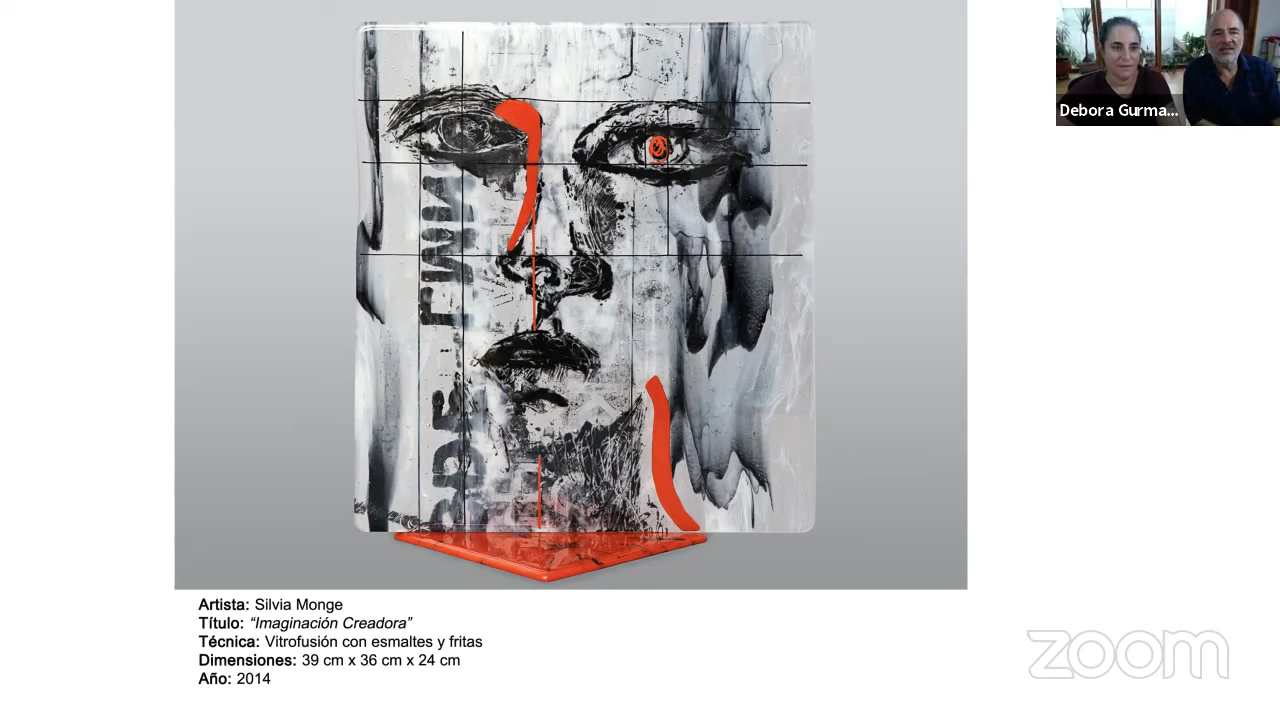 Debora Gurma...
Artista: Silvia Monge
Título: “Imaginación Creadora”
Técnica: Vitrofusión con esmaltes y fritas
Dimensiones: 39 cm x 36 cm x 24 cm
Año: 2014
zoom